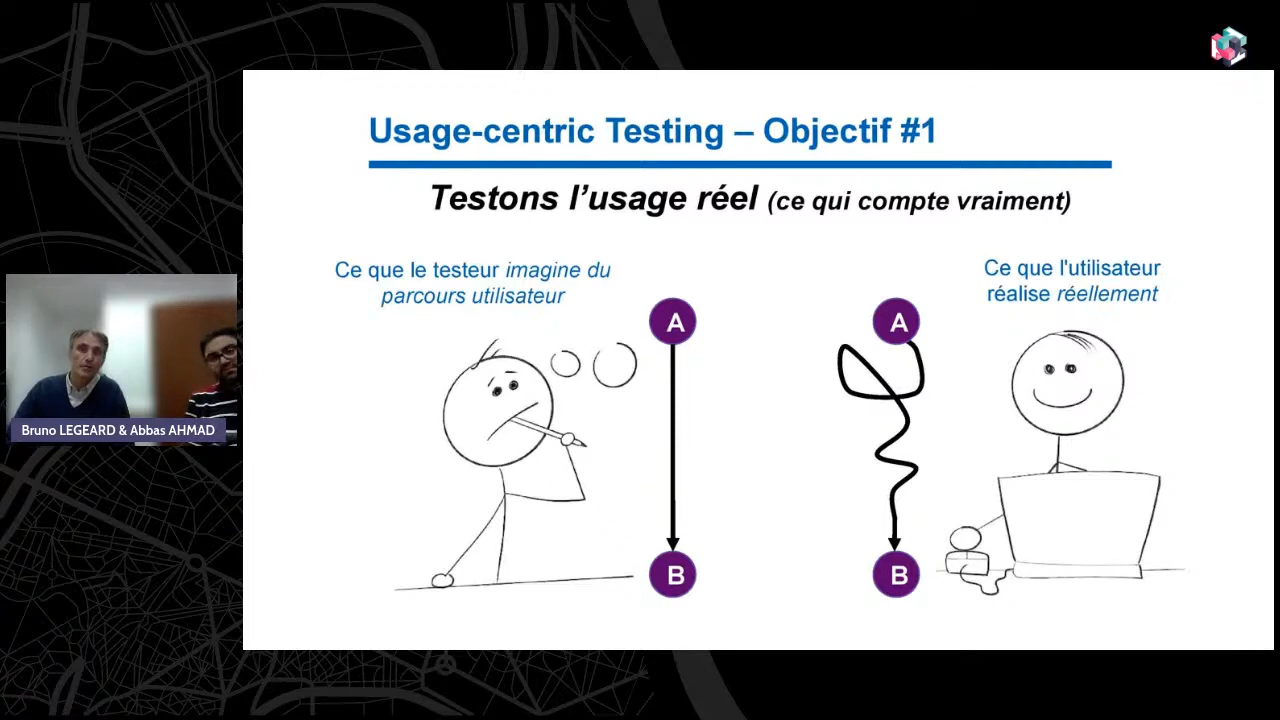 Usage-centric Testing – Objectif #1
Testons l’usage réel (ce qui compte vraiment)
Ce que le testeur imagine du
parcours utilisateur
Ce que l'utilisateur
réalise réellement
A
A
B
B
Bruno LEGEARD & Abbas AHMAD